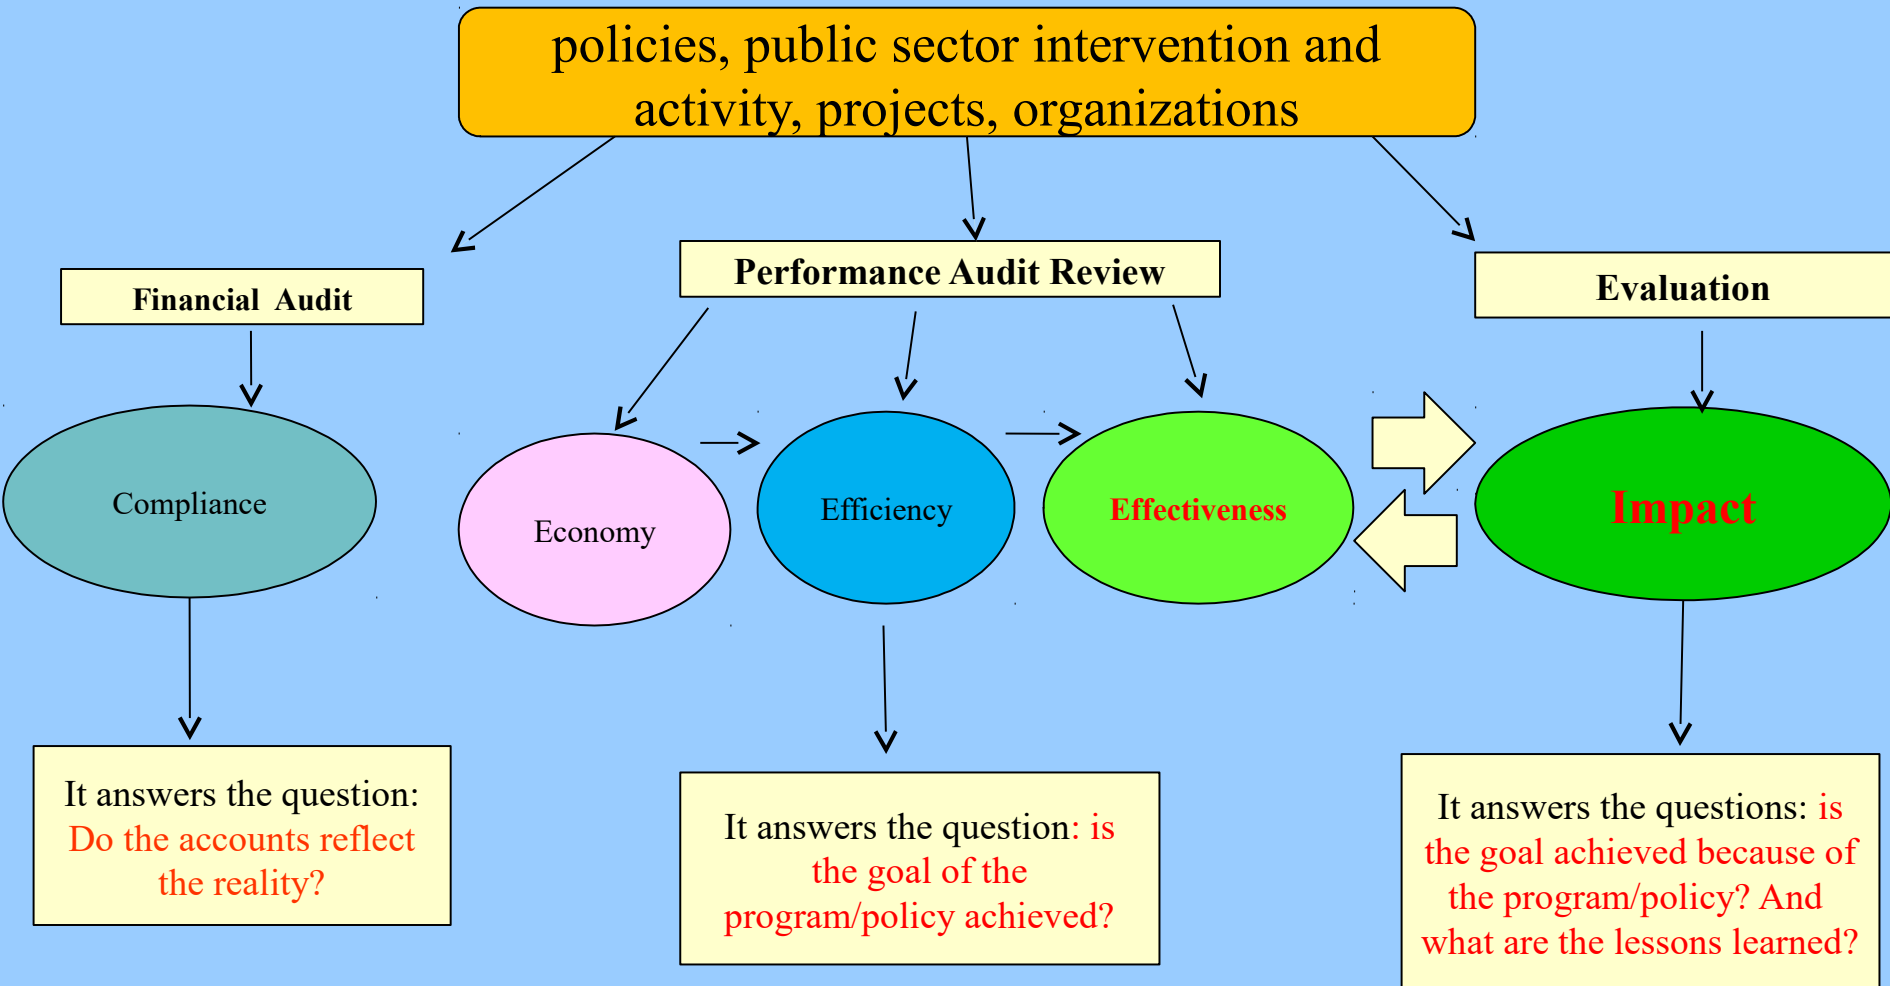 policies, public sector intervention and
activity, projects, organizations
Financial Audit
Performance Audit Review
Evaluation
Compliance
Economy
Efficiency
Effectiveness
Impact
It answers the question:
Do the accounts reflect
the reality?
It answers the question: is
the goal of the
program/policy achieved?
It answers the questions: is
the goal achieved because of
the program/policy? And
what are the lessons learned?